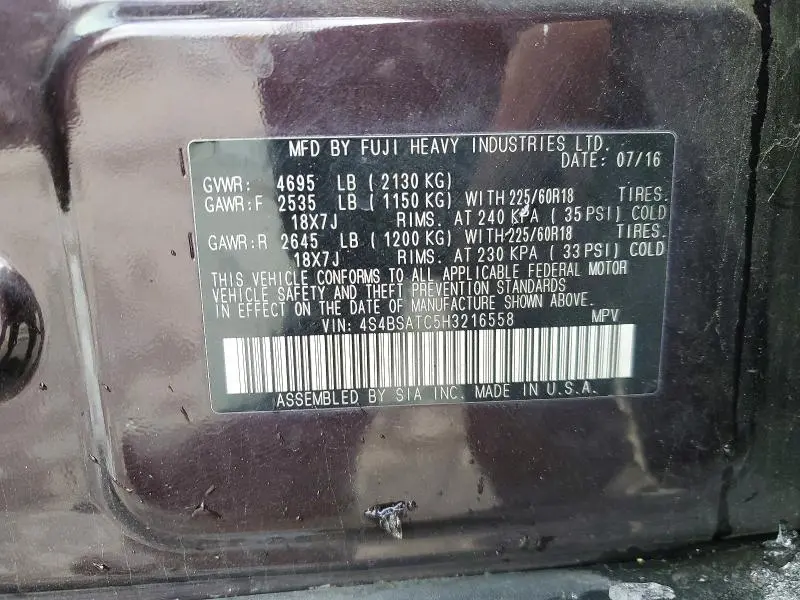 MFD BY FUJI HEAVY INDUSTRIES LTD.
DATE: 07/16
GVWR: 4695 LB ( 2130 KG)
GAWR:F 2535 LB ( 1150 KG) WITH 225/60R18 TIRES.
18X7J RIMS. AT 240 KPA ( 35 PSI) COLD
GAWR:R 2645 LB ( 1200 KG) WITH 225/60R18 TIRES.
18X7J RIMS. AT 230 KPA ( 33 PSI) COLD
THIS VEHICLE CONFORMS TO ALL APPLICABLE FEDERAL MOTOR
VEHICLE SAFETY AND THEFT PREVENTION STANDARDS
IN EFFECT ON THE DATE OF MANUFACTURE SHOWN ABOVE.
VIN: 4S4BSATC5H3216558 MPV
ASSEMBLED BY SIA INC. MADE IN U.S.A.